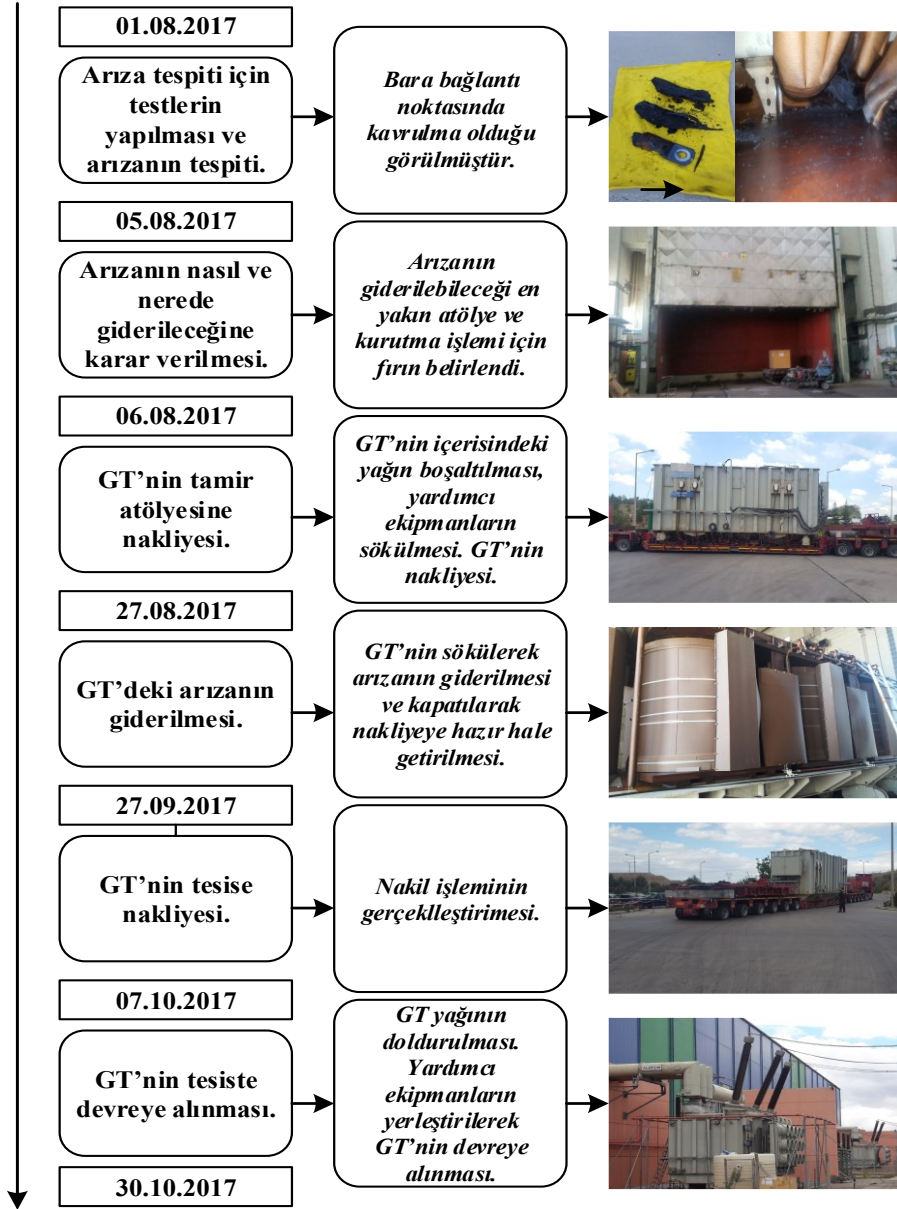 01.08.2017
Arıza tespiti için
testlerin
yapılması ve
arızanın tespiti.
Bara bağlantı
noktasında
kavrulma olduğu
görülmüştür.
05.08.2017
Arızanın nasıl ve
nerede
giderileceğine
karar verilmesi.
Arızanın
giderilebileceği en
yakın atölye ve
kurutma işlemi için
fırın belirlendi.
06.08.2017
GT’nin tamir
atölyesine
nakliyesi.
GT’nin içerisindeki
yağın boşaltılması,
yardımcı
ekipmanların
sökülmesi. GT’nin
nakliyesi.
27.08.2017
GT’deki arızanın
giderilmesi.
GT’nin sökülerek
arızanın giderilmesi
ve kapatılarak
nakliyeye hazır hale
getirilmesi.
27.09.2017
GT’nin tesise
nakliyesi.
Nakil işleminin
gerçeklleştirimesi.
07.10.2017
GT’nin tesiste
devreye alınması.
GT yağının
doldurulması.
Yardımcı
ekipmanların
yerleştirilerek
GT’nin devreye
alınması.
30.10.2017